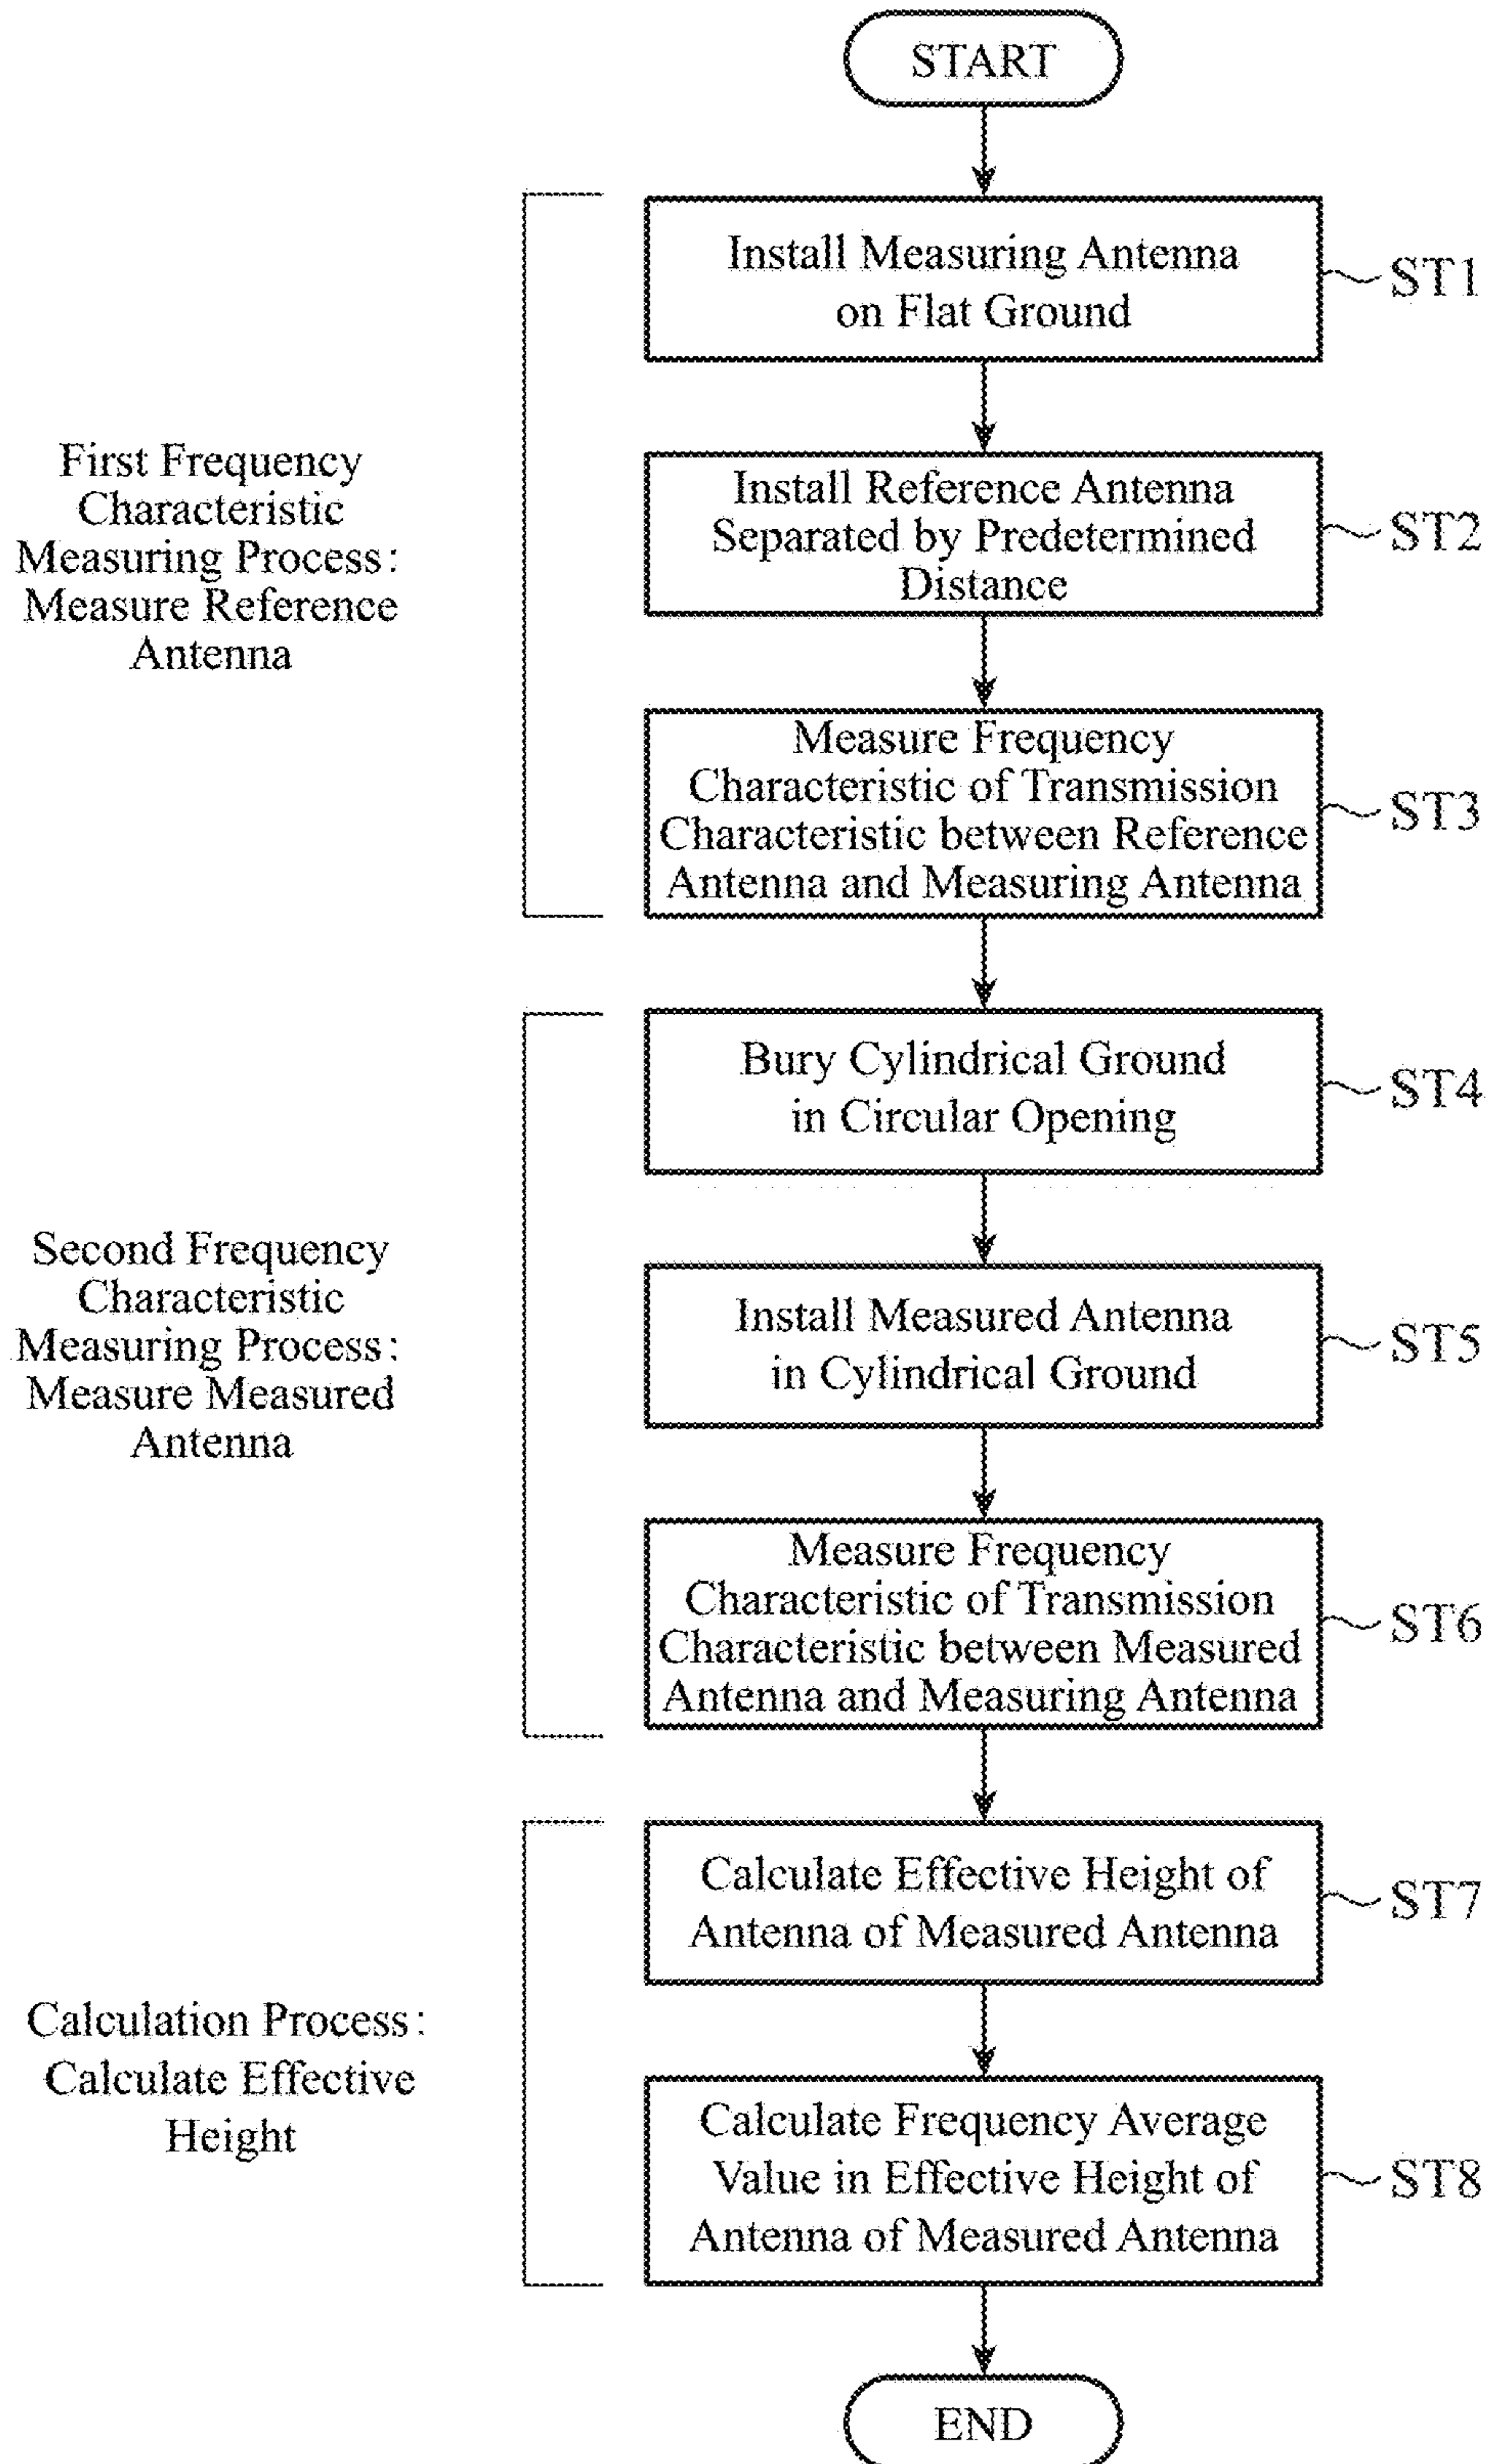 START
Install Measuring Antenna
on Flat Ground
ST1
First Frequency
Characteristic
Measuring Process:
Measure Reference
Antenna
Install Reference Antenna
Separated by Predetermined
Distance
ST2
Measure Frequency
Characteristic of Transmission
Characteristic between Reference
Antenna and Measuring Antenna
ST3
Bury Cylindrical Ground
in Circular Opening
ST4
Second Frequency
Characteristic
Measuring Process:
Measure Measured
Antenna
Install Measured Antenna
in Cylindrical Ground
ST5
Measure Frequency
Characteristic of Transmission
Characteristic between Measured
Antenna and Measuring Antenna
ST6
Calculate Effective Height of
Antenna of Measured Antenna
ST7
Calculation Process:
Calculate Effective
Height
Calculate Frequency Average
Value in Effective Height of
Antenna of Measured Antenna
ST8
END